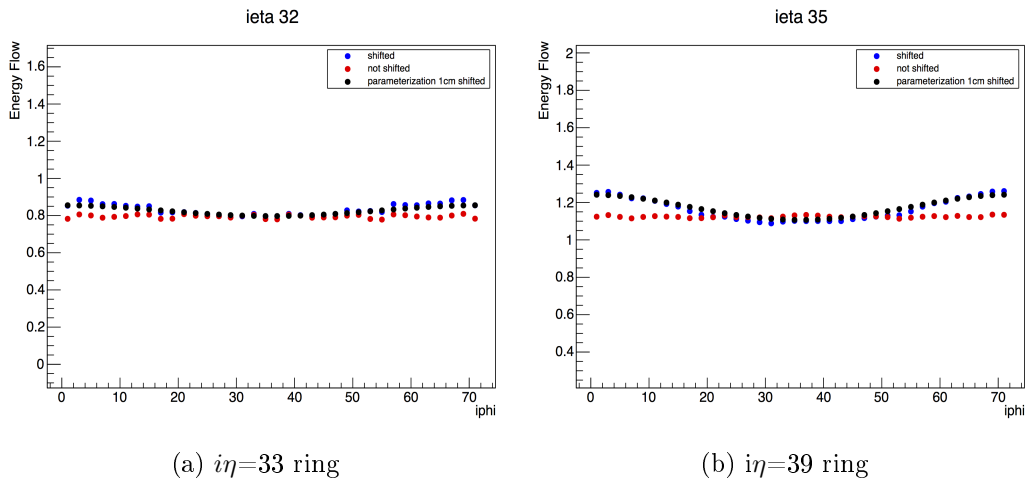 ieta 32
Energy Flow
shifted
not shifted
parameterization 1cm shifted
1.6
1.4
1.2
1
0.8
0.6
0.4
0.2
0
0 10 20 30 40 50 60 70
iphi
(a) iη=33 ring
ieta 35
Energy Flow
shifted
not shifted
parameterization 1cm shifted
2
1.8
1.6
1.4
1.2
1
0.8
0.6
0.4
0 10 20 30 40 50 60 70
iphi
(b) iη=39 ring